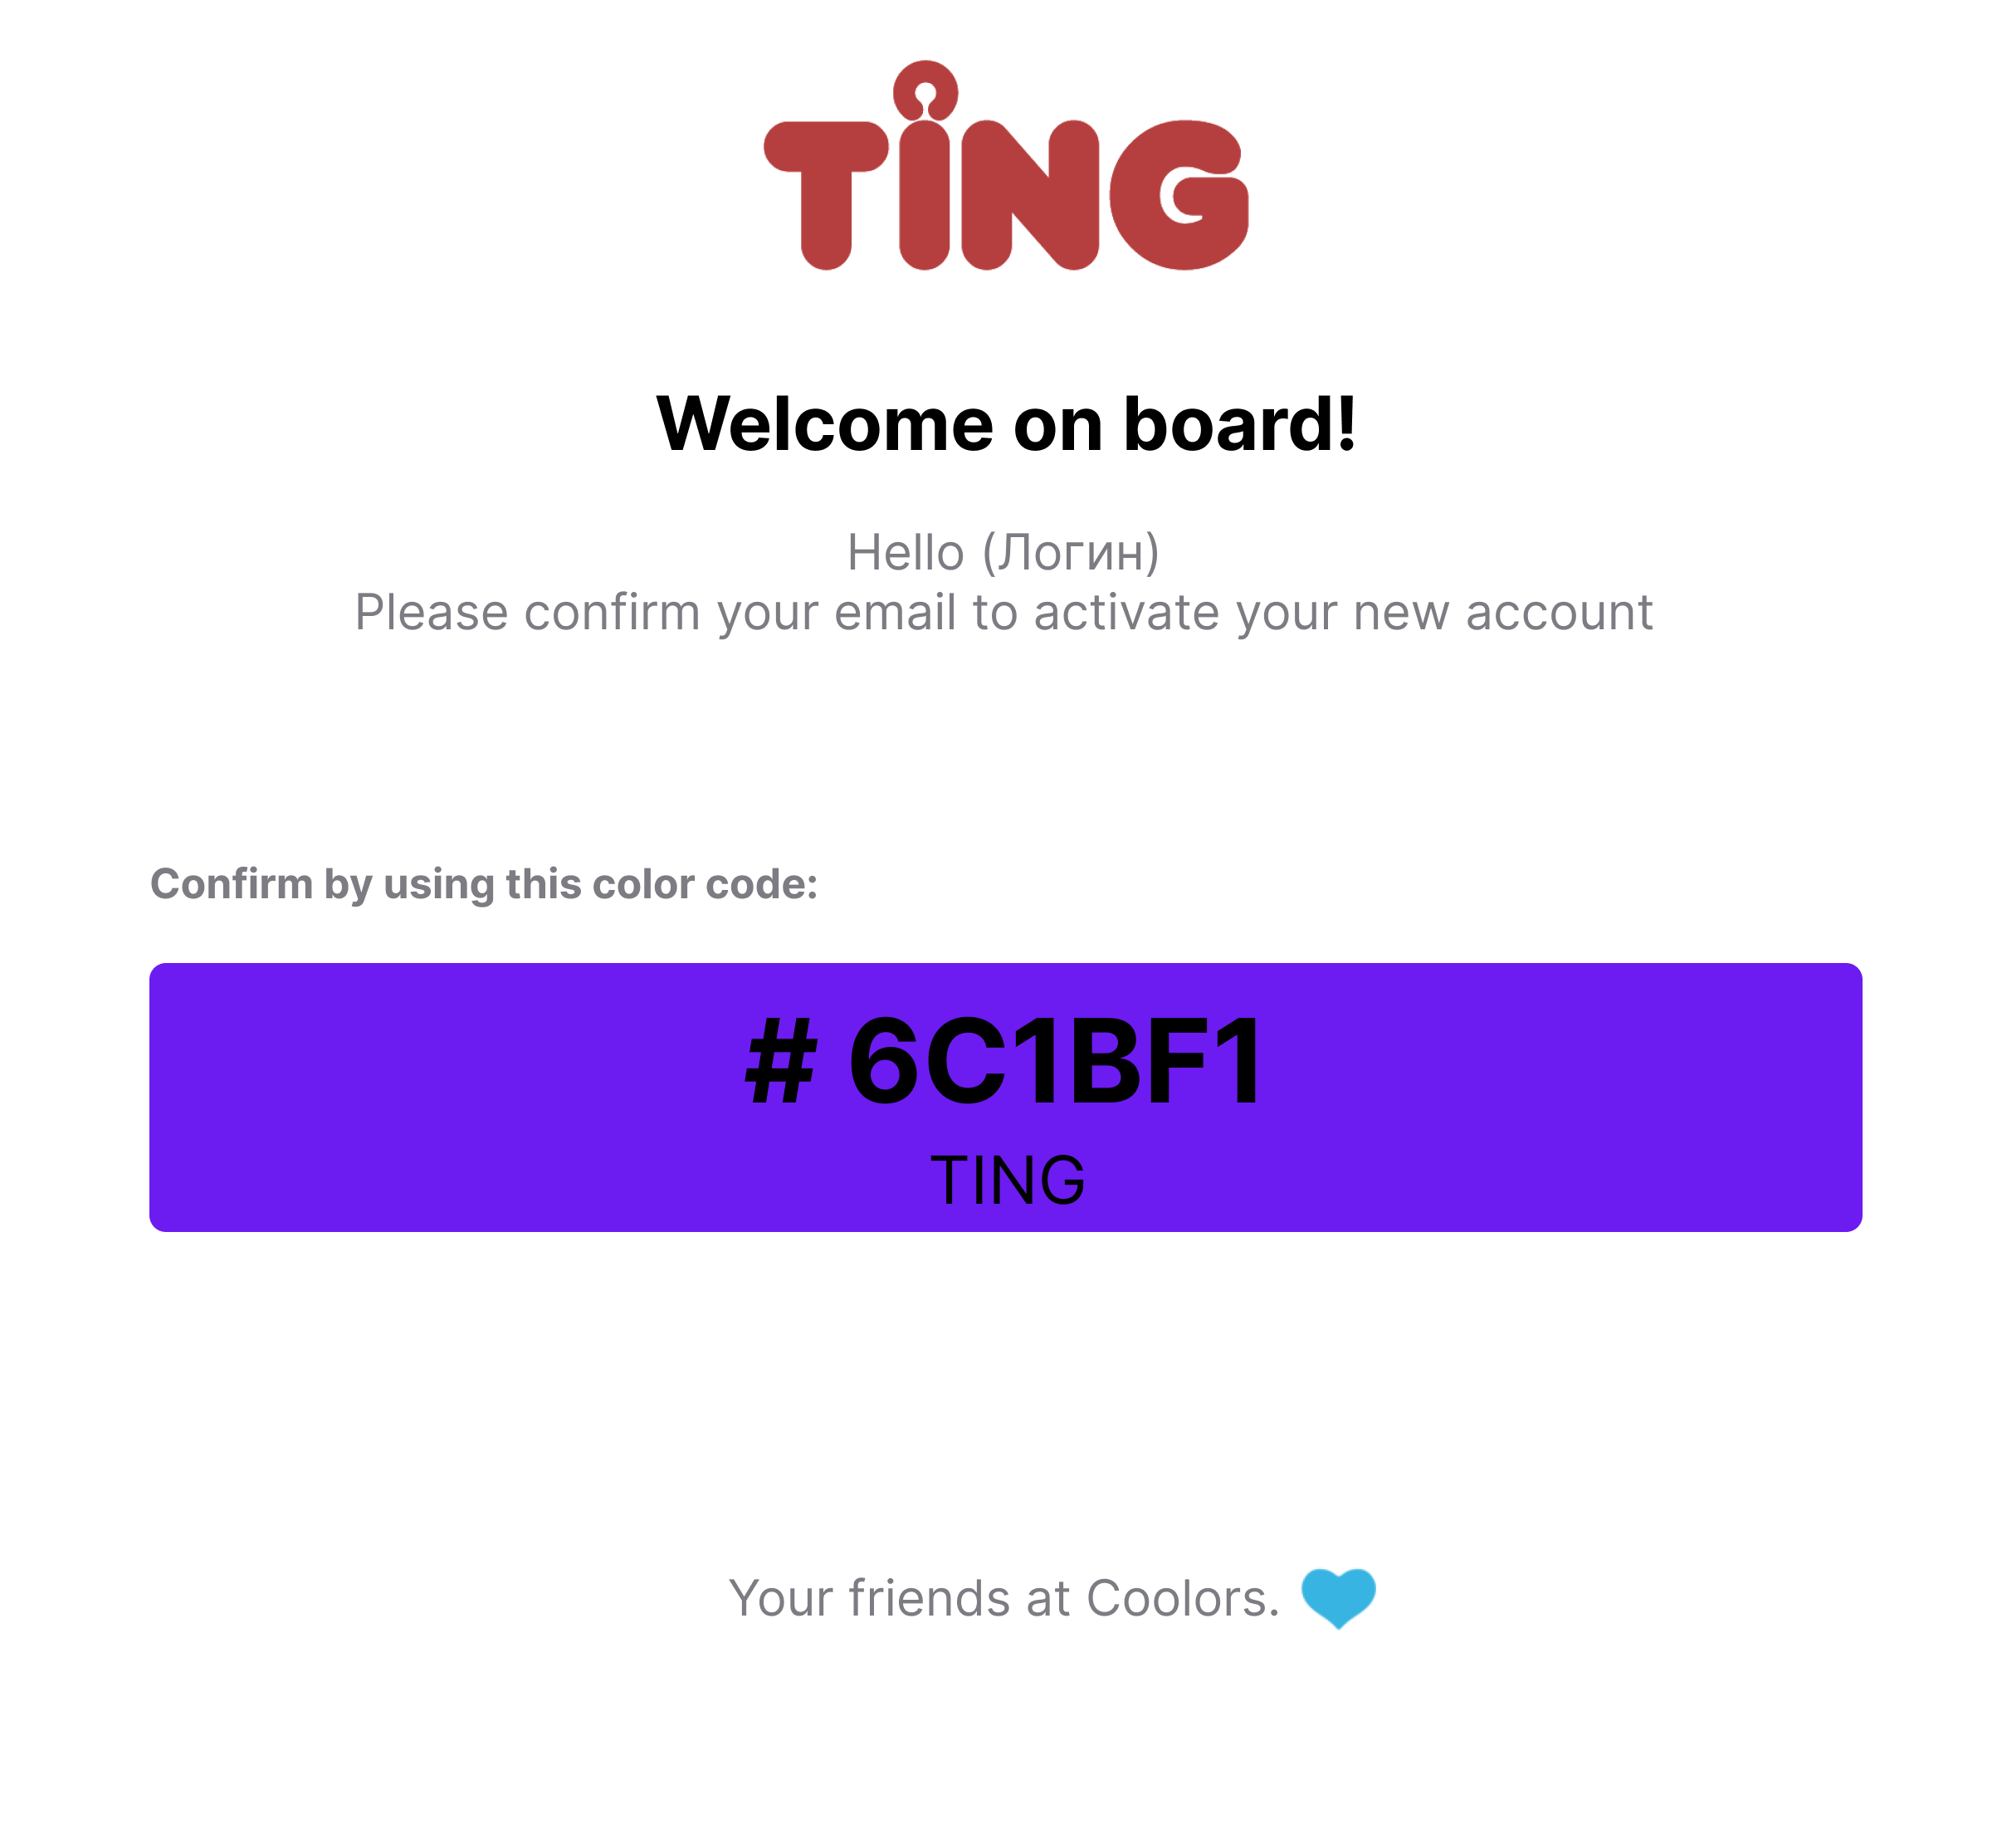 TING
Welcome on board!
Hello (Логин)
Please confirm your email to activate your new account
Confirm by using this color code:
# 6C1BF1
TING
Your friends at Coolors.